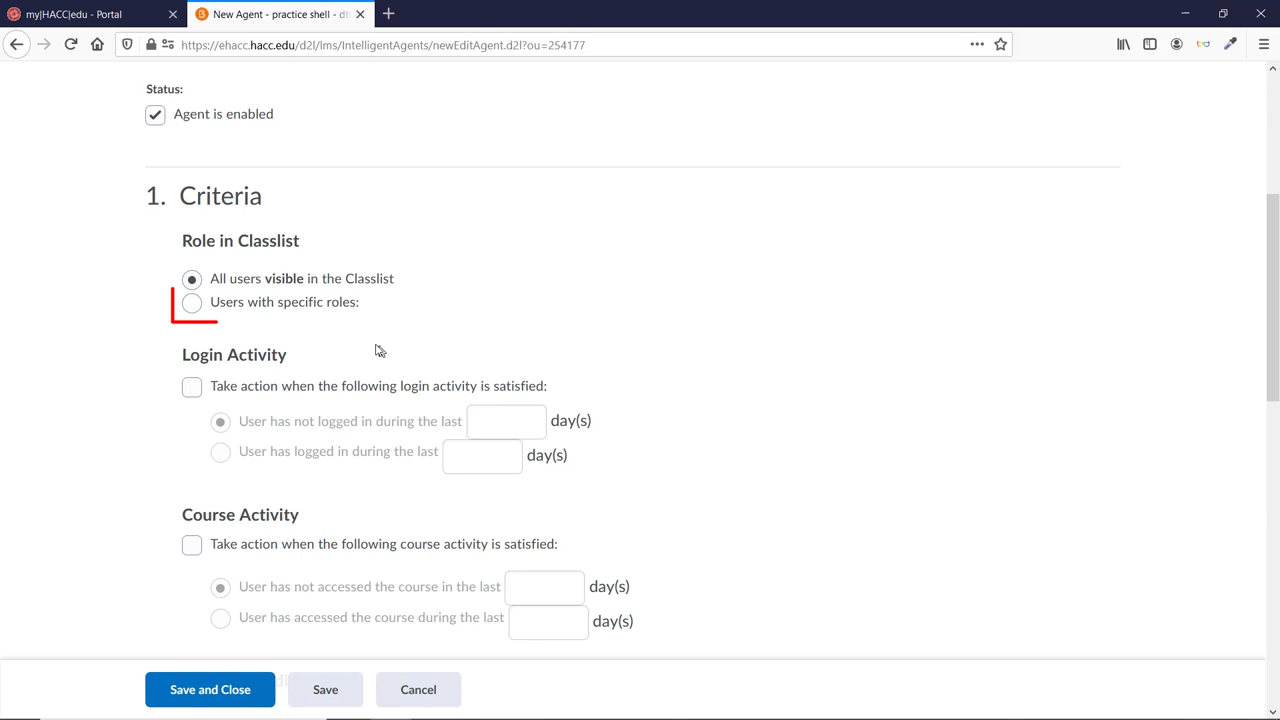 my|HACC|edu - Portal
New Agent - practice shell - dt
https://ehacc.hacc.edu/d2l/lms/IntelligentAgents/newEditAgent.d2l?ou=254177
Status:
Agent is enabled
1. Criteria
Role in Classlist
All users visible in the Classlist
Users with specific roles:
Login Activity
Take action when the following login activity is satisfied:
User has not logged in during the last day(s)
User has logged in during the last day(s)
Course Activity
Take action when the following course activity is satisfied:
User has not accessed the course in the last day(s)
User has accessed the course during the last day(s)
Save and Close Save Cancel